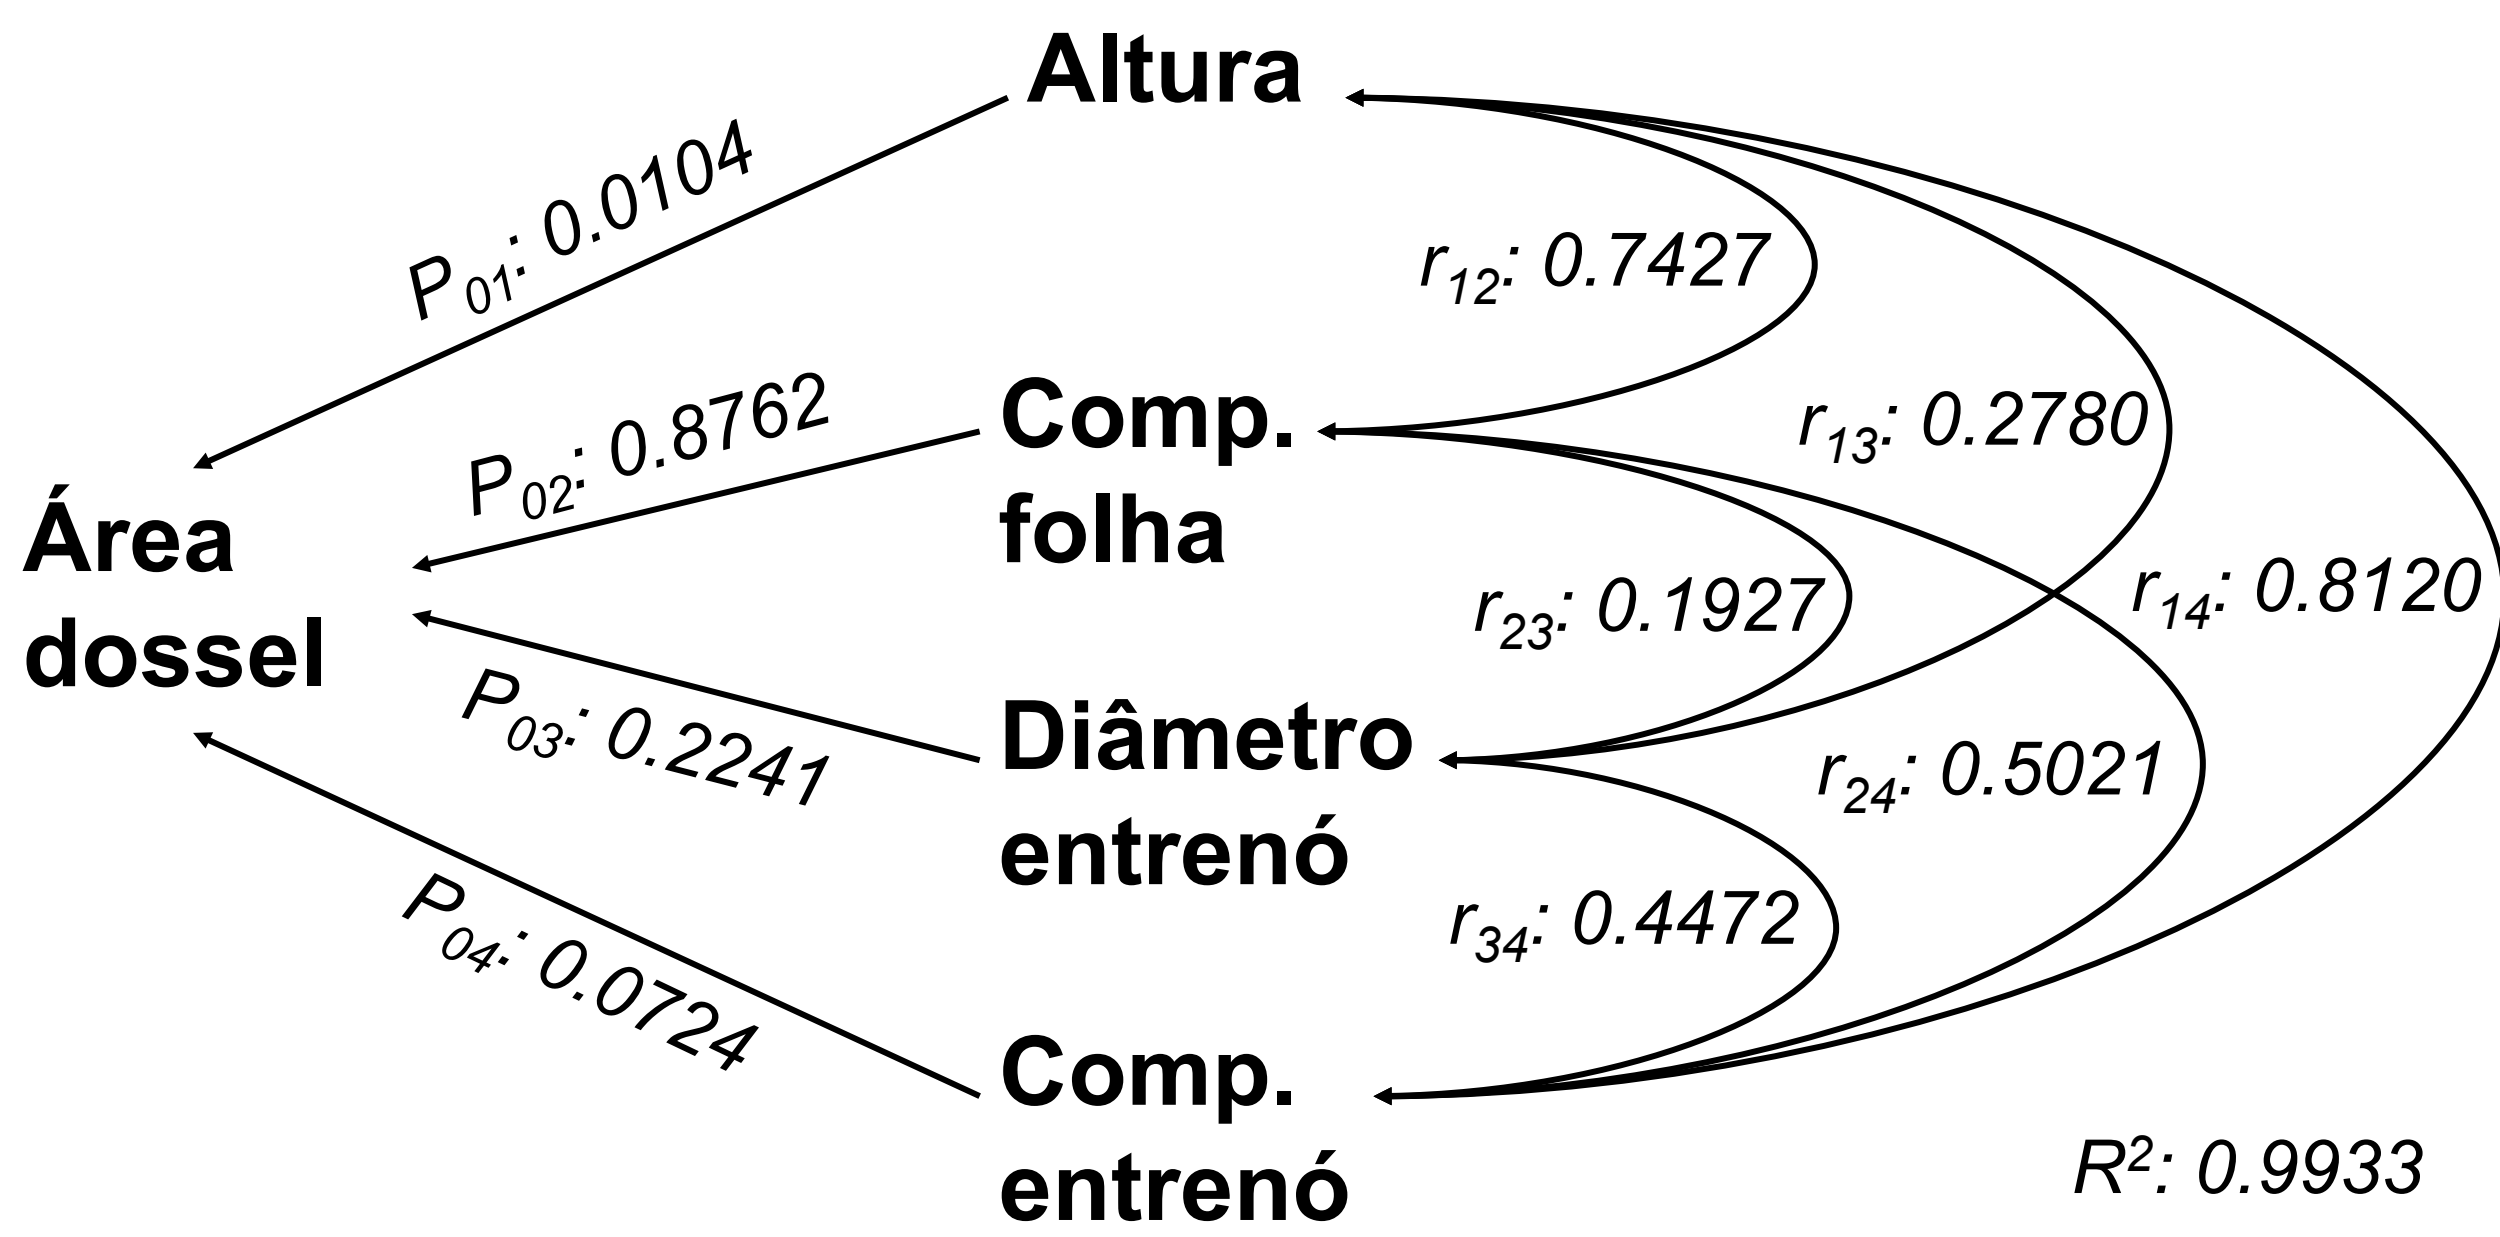 Altura
P01: 0.0104
r12: 0.7427
P02: 0.8762
Comp.
folha
r13: 0.2780
Área
dossel
r23: 0.1927
r14: 0.8120
P03: 0.2241
Diâmetro
entrenó
r24: 0.5021
P04: 0.0724
r34: 0.4472
Comp.
entrenó
R²: 0.9933